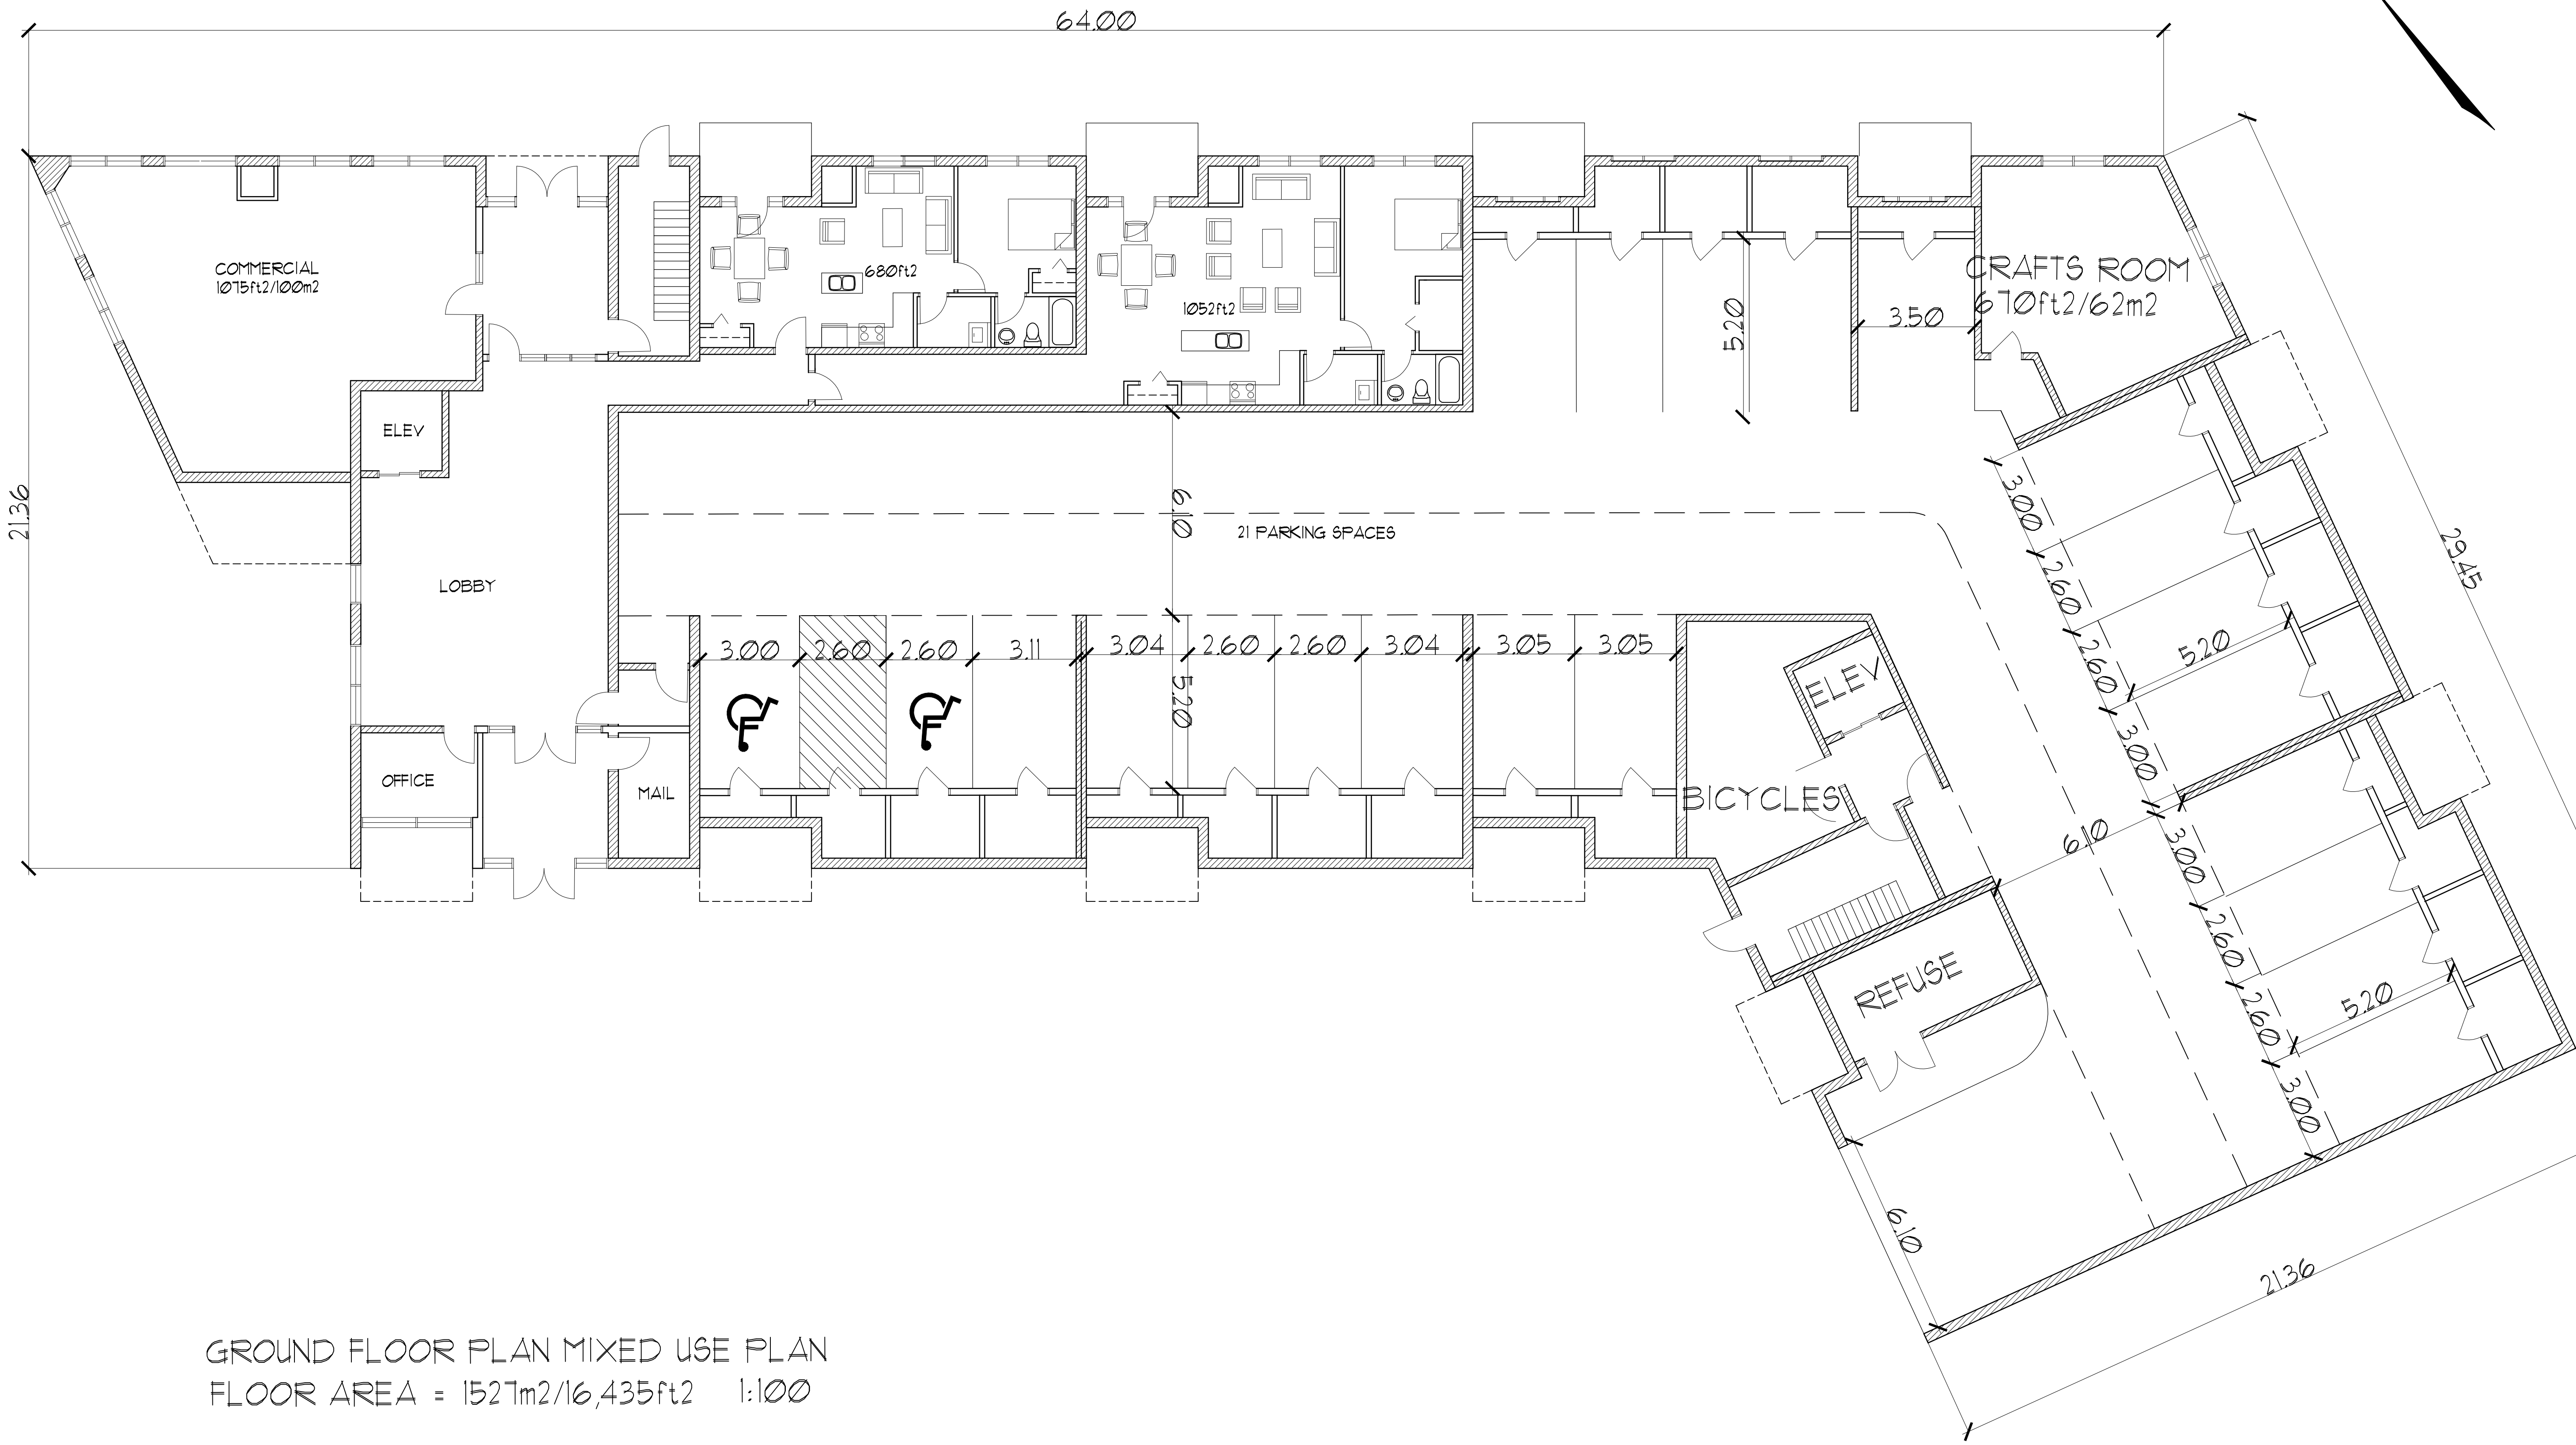 64.00
COMMERCIAL
1075ft2/100m2
680ft2
1052ft2
5.20
3.50
CRAFTS ROOM
670ft2/62m2
ELEV
21.36
6.10
21 PARKING SPACES
LOBBY
3.00
2.60
2.60
3.11
3.04
2.60
2.60
3.04
3.05
3.05
5.20
OFFICE
MAIL
ELEV
BICYCLES
REFUSE
3.00
2.60
2.60
3.00
5.20
29.45
6.10
3.00
2.60
2.60
3.00
5.20
6.10
21.36
GROUND FLOOR PLAN MIXED USE PLAN
FLOOR AREA = 1527m2/16,435ft2 1:100